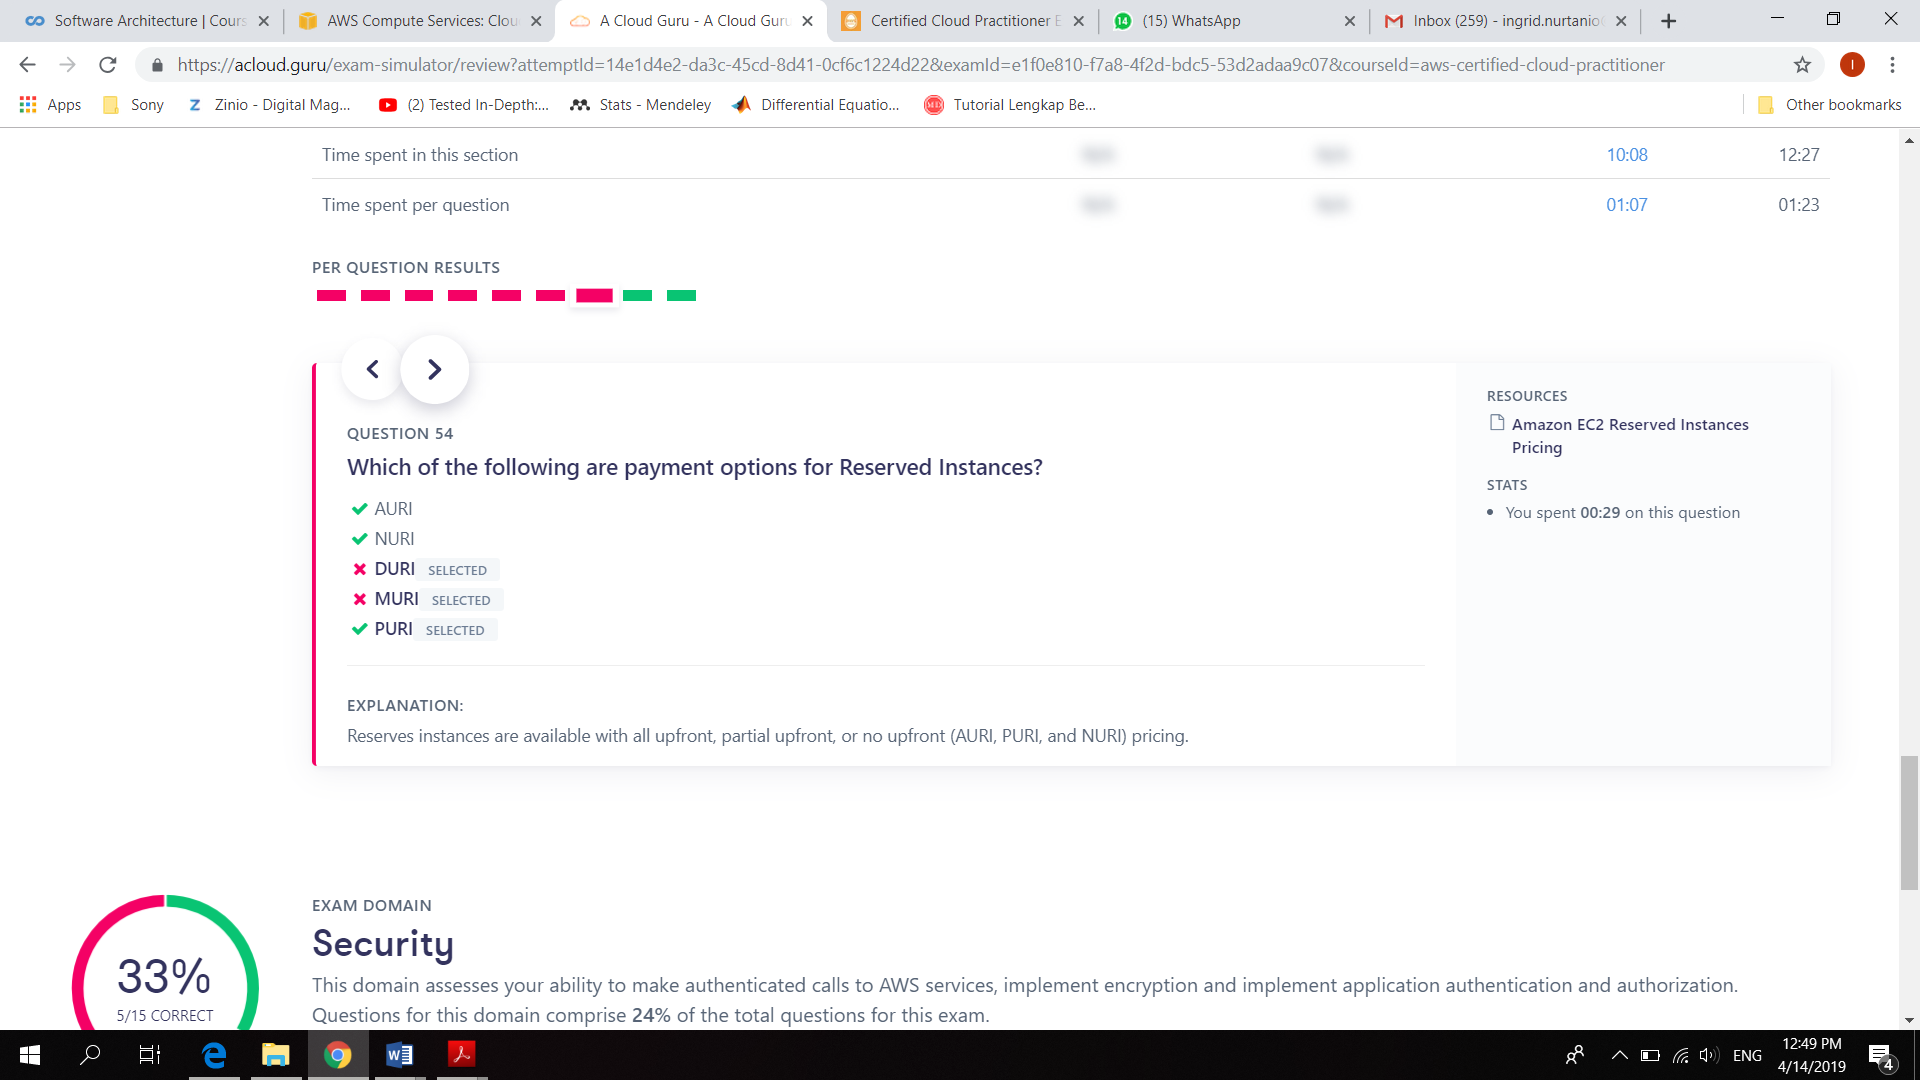 Software Architecture | Cours
AWS Compute Services: Clou
A Cloud Guru - A Cloud Guru
Certified Cloud Practitioner E
14
(15) WhatsApp
Inbox (259) - ingrid.nurtanio
https://acloud.guru/exam-simulator/review?attemptId=14e1d4e2-da3c-45cd-8d41-0cf6c1224d22&examId=e1f0e810-f7a8-4f2d-bdc5-53d2adaa9c07&courseId=aws-certified-cloud-practitioner
I
Apps
Sony
Z Zinio - Digital Mag...
(2) Tested In-Depth:...
Stats - Mendeley
Differential Equatio...
Tutorial Lengkap Be...
Other bookmarks
Time spent in this section 10:08 12:27
Time spent per question 01:07 01:23
PER QUESTION RESULTS
QUESTION 54
Which of the following are payment options for Reserved Instances?
AURI
NURI
DURI SELECTED
MURI SELECTED
PURI SELECTED
EXPLANATION:
Reserves instances are available with all upfront, partial upfront, or no upfront (AURI, PURI, and NURI) pricing.
RESOURCES
Amazon EC2 Reserved Instances
Pricing
STATS
You spent 00:29 on this question
33%
5/15 CORRECT
EXAM DOMAIN
Security
This domain assesses your ability to make authenticated calls to AWS services, implement encryption and implement application authentication and authorization.
Questions for this domain comprise 24% of the total questions for this exam.
ENG
12:49 PM
4/14/2019
4